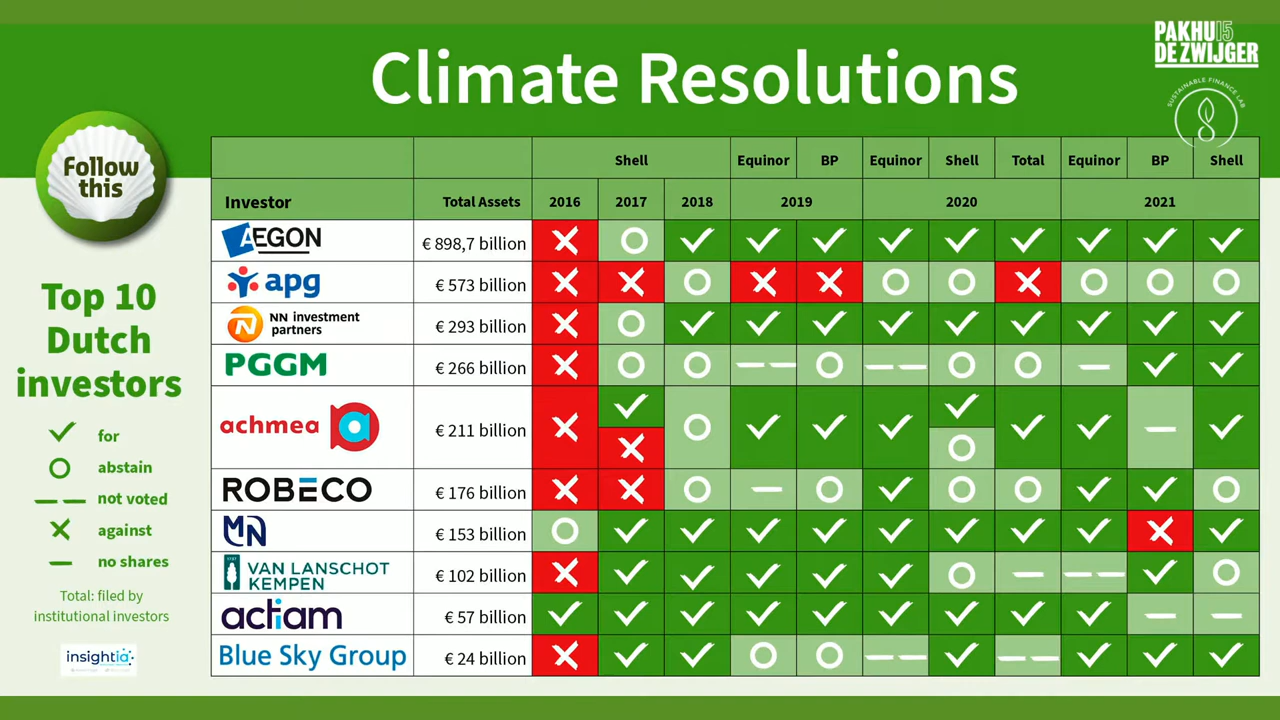 Climate Resolutions
PAKHU15
DE ZWIJGER
SUSTAINABLE FINANCE LAB
Follow
this
Top 10
Dutch
investors
for
abstain
not voted
against
no shares
Total: filed by
institutional investors
insightia
Shell Equinor BP Equinor Shell Total Equinor BP Shell
Investor Total Assets 2016 2017 2018 2019 2020 2021
AEGON € 898,7 billion
apg € 573 billion
NN investment
partners
€ 293 billion
PGGM € 266 billion
achmea € 211 billion
ROBECO € 176 billion
MN € 153 billion
VAN LANSCHOT
KEMPEN
€ 102 billion
actiam € 57 billion
Blue Sky Group € 24 billion